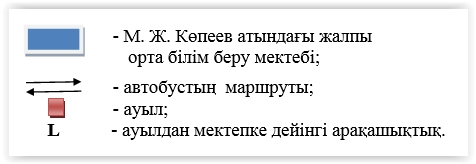 - М. Ж. Көпеев атындағы жалпы
орта білім беру мектебі;
- автобустың маршруты;
- ауыл;
L - ауылдан мектепке дейінгі арақашықтық.